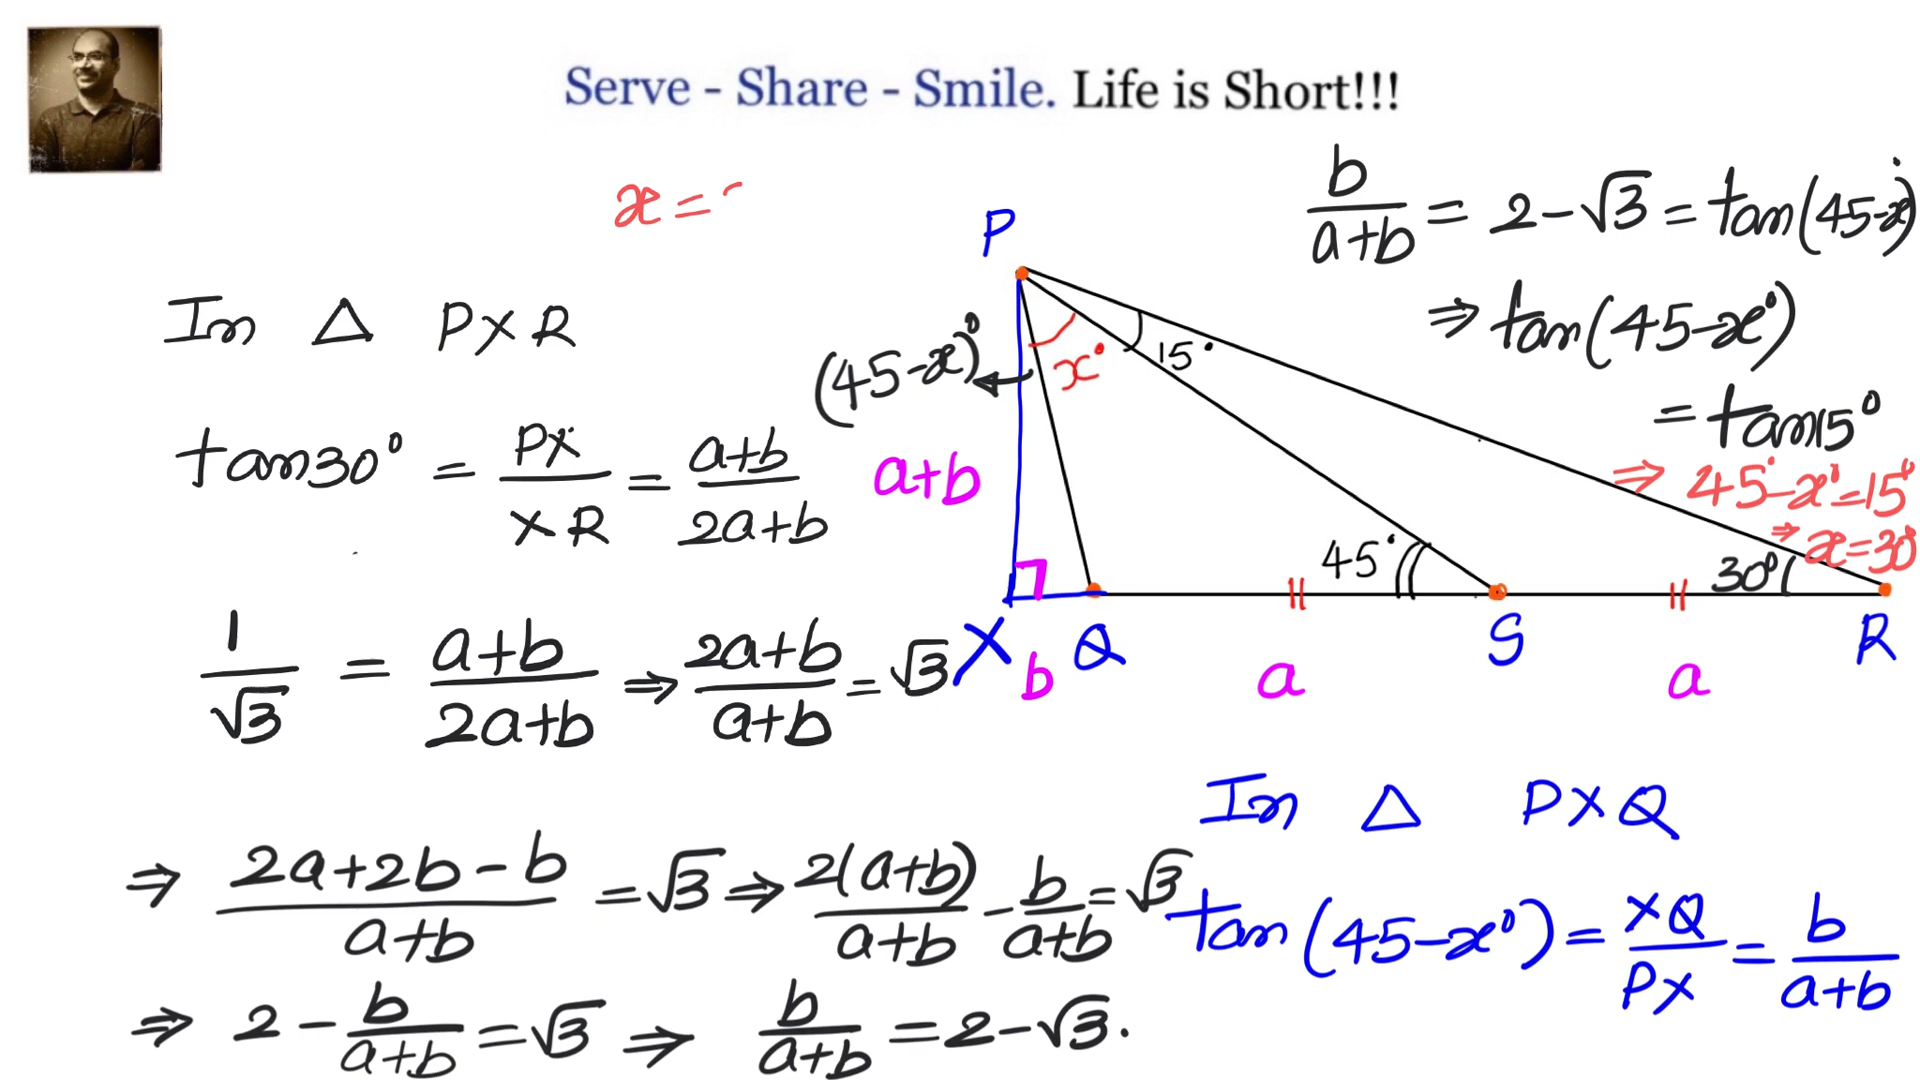 Serve - Share - Smile. Life is Short!!!
x =
In Δ PXR
tan30° = PX/XR = a+b/2a+b
1/√3 = a+b/2a+b ⇒ 2a+b/a+b = √3
⇒ 2a+2b-b/a+b = √3 ⇒ 2(a+b)/a+b - b/a+b = √3
⇒ 2 - b/a+b = √3 ⇒ b/a+b = 2-√3.
P
(45-x)°
x°
15°
a+b
45°
30°
X
Q
S
R
b
a
a
b/a+b = 2-√3 = tan(45-x°)
⇒ tan(45-x°)
= tan15°
⇒ 45°-x°=15°
⇒ x=30°
In Δ PXQ
tan(45-x°) = XQ/PX = b/a+b